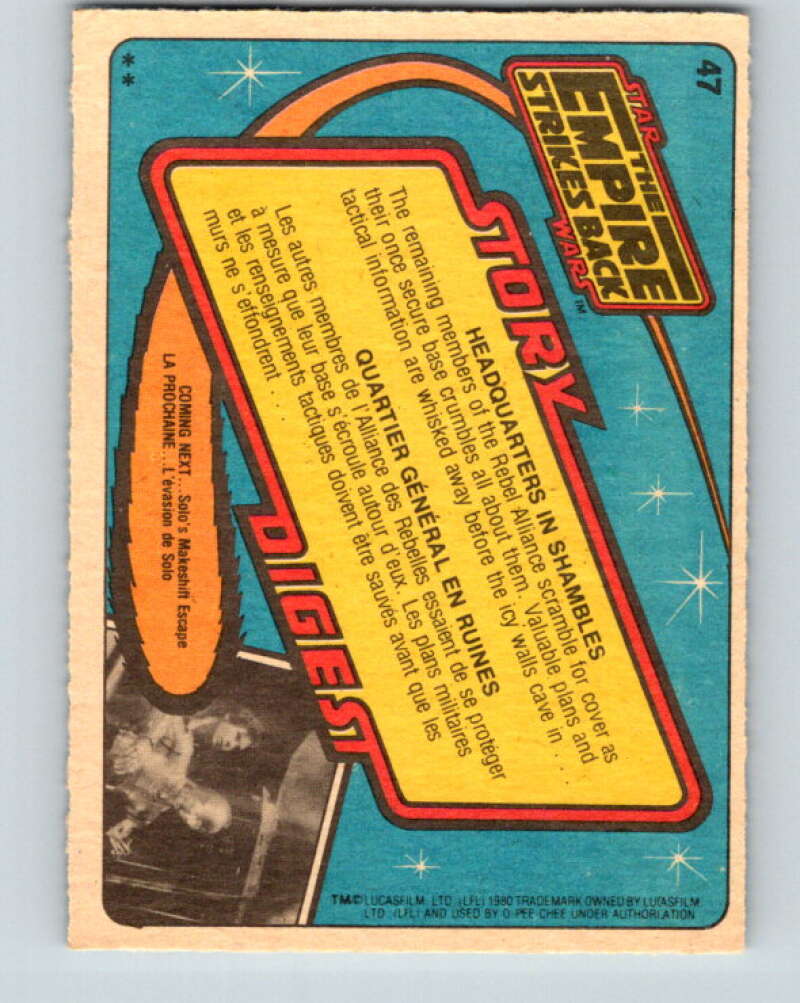 47
STAR
THE
EMPIRE
STRIKES BACK
WARS™
STORY
HEADQUARTERS IN SHAMBLES
The remaining members of the Rebel Alliance scramble for cover as
their once secure base crumbles all about them. Valuable plans and
tactical information are whisked away before the icy walls cave in . . .
QUARTIER GÉNÉRAL EN RUINES
Les autres membres de l'Alliance des Rebelles essaient de se protéger
à mesure que leur base s'écroule autour d'eux. Les plans militaires
et les renseignements tactiques doivent être sauvés avant que les
murs ne s'effondrent . . .
DIGEST
COMING NEXT...Solo's Makeshift Escape
LA PROCHAINE...L'évasion de Solo
**
TM© LUCASFILM, LTD. (LFL) 1980 TRADEMARK OWNED BY LUCASFILM,
LTD. (LFL) AND USED BY O-PEE-CHEE UNDER AUTHORIZATION